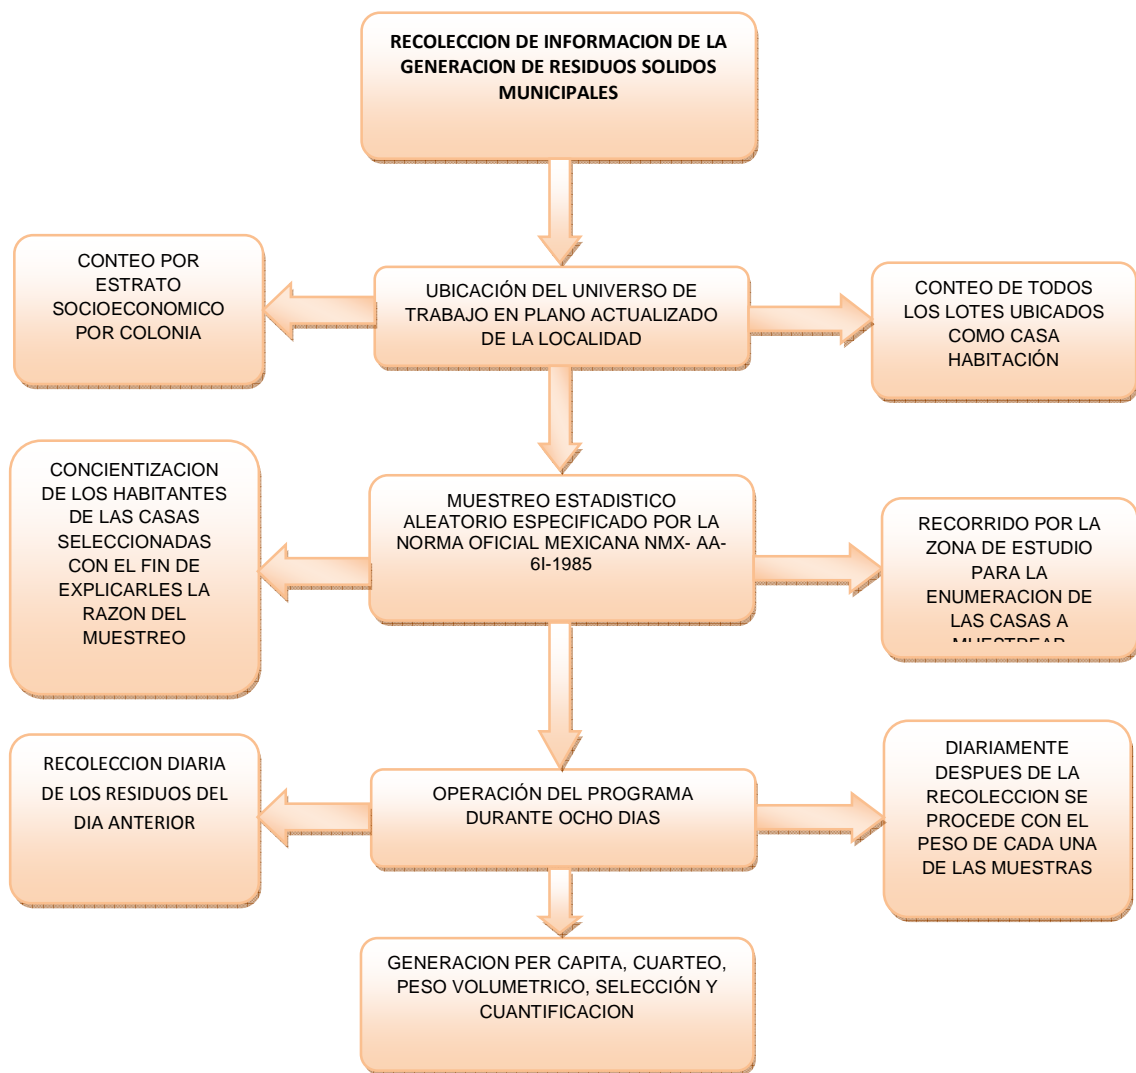 RECOLECCION DE INFORMACION DE LA
GENERACION DE RESIDUOS SOLIDOS
MUNICIPALES
CONTEO POR
ESTRATO
SOCIOECONOMICO
POR COLONIA
UBICACIÓN DEL UNIVERSO DE
TRABAJO EN PLANO ACTUALIZADO
DE LA LOCALIDAD
CONTEO DE TODOS
LOS LOTES UBICADOS
COMO CASA
HABITACIÓN
CONCIENTIZACION
DE LOS HABITANTES
DE LAS CASAS
SELECCIONADAS
CON EL FIN DE
EXPLICARLES LA
RAZON DEL
MUESTREO
MUESTREO ESTADISTICO
ALEATORIO ESPECIFICADO POR LA
NORMA OFICIAL MEXICANA NMX- AA-
6I-1985
RECORRIDO POR LA
ZONA DE ESTUDIO
PARA LA
ENUMERACION DE
LAS CASAS A
MUESTREAR
RECOLECCION DIARIA
DE LOS RESIDUOS DEL
DIA ANTERIOR
OPERACIÓN DEL PROGRAMA
DURANTE OCHO DIAS
DIARIAMENTE
DESPUES DE LA
RECOLECCION SE
PROCEDE CON EL
PESO DE CADA UNA
DE LAS MUESTRAS
GENERACION PER CAPITA, CUARTEO,
PESO VOLUMETRICO, SELECCIÓN Y
CUANTIFICACION